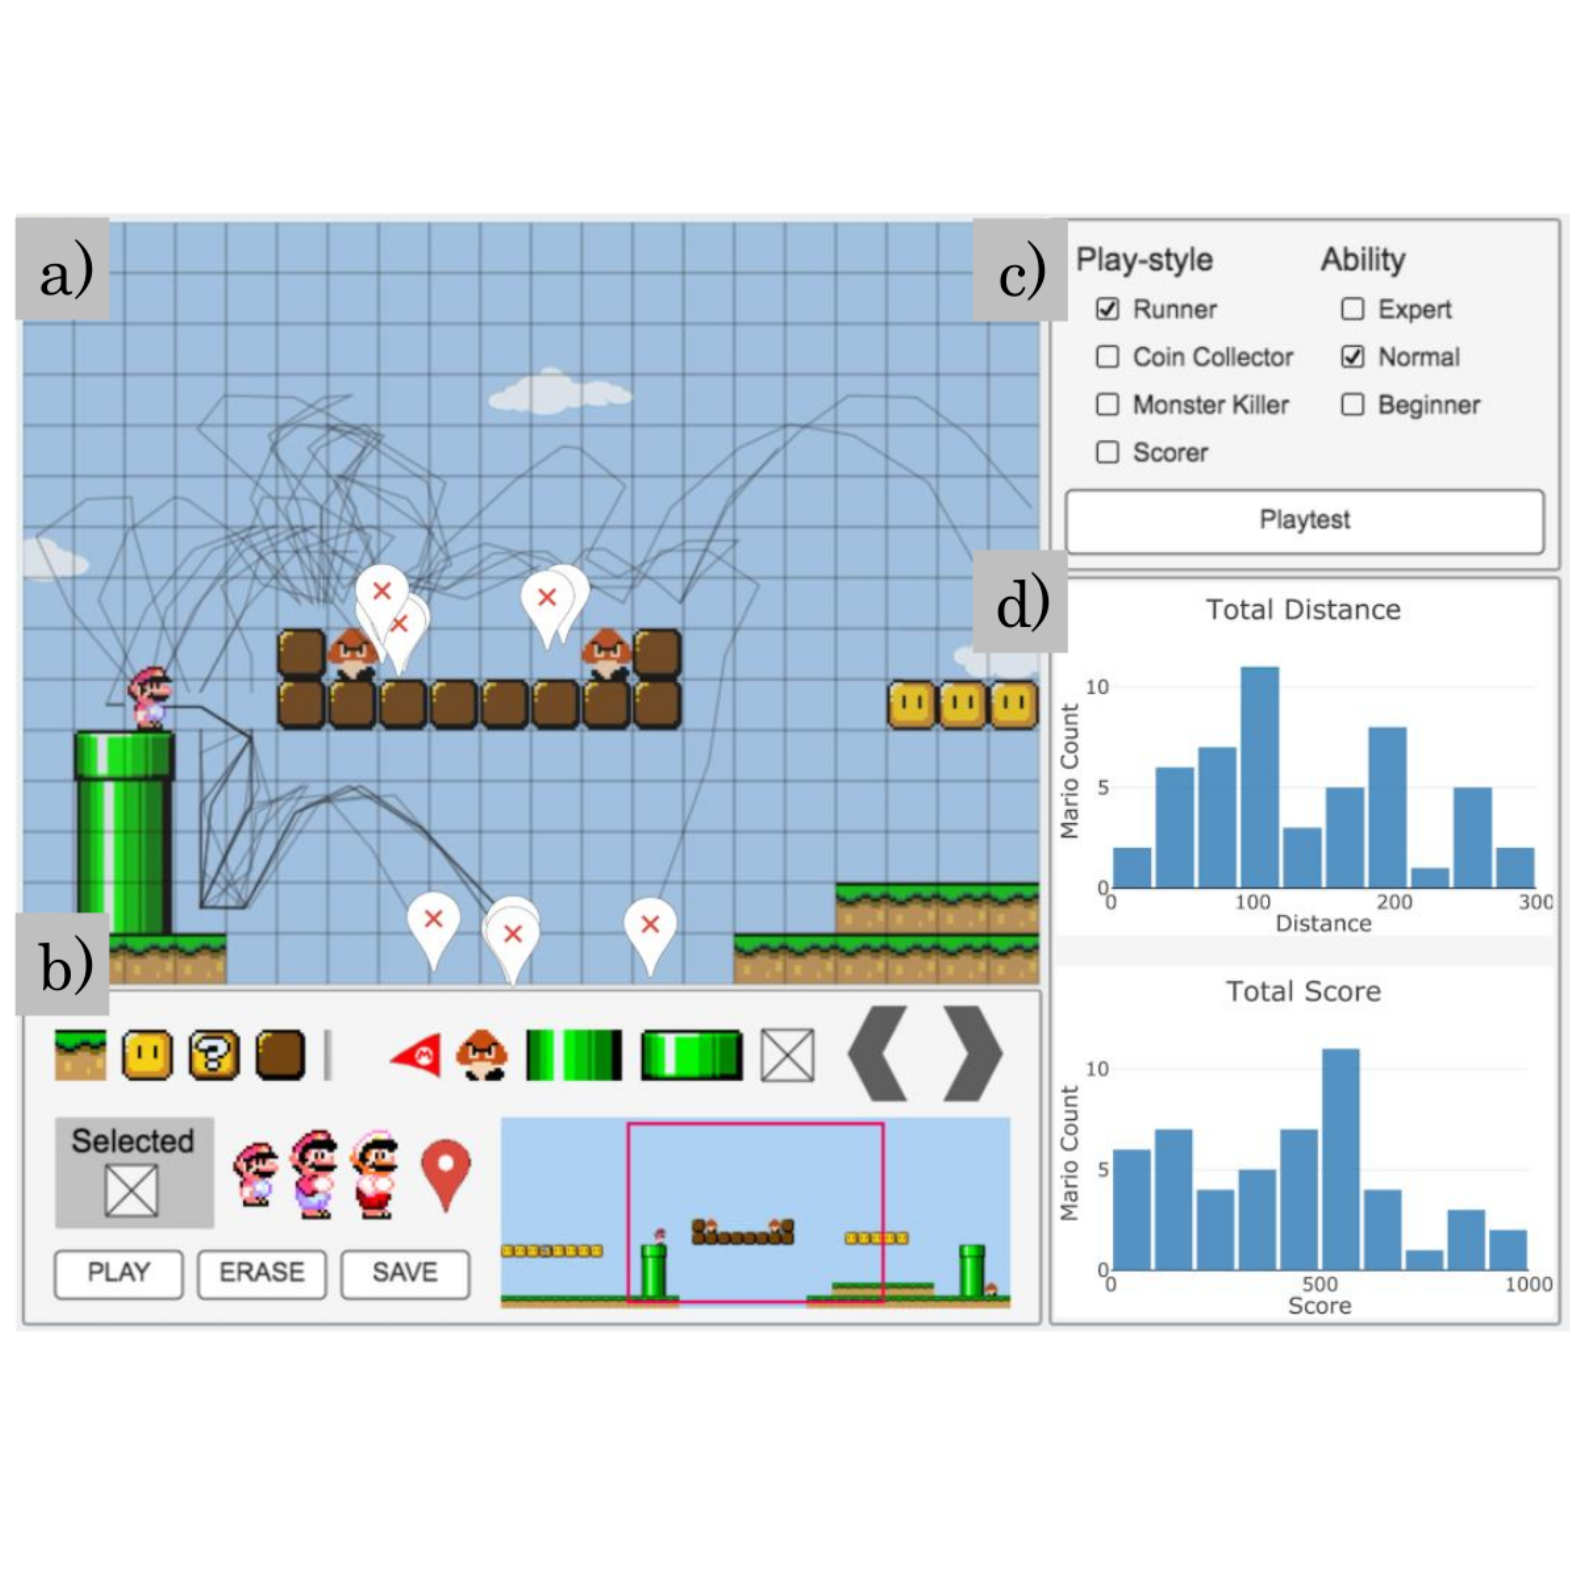 a)
b)
Selected
PLAY
ERASE
SAVE
c)
Play-style
Ability
Runner
Expert
Coin Collector
Normal
Monster Killer
Beginner
Scorer
Playtest
d)
Total Distance
Mario Count
10
5
0
0
100
200
300
Distance
Total Score
Mario Count
10
5
0
0
500
1000
Score